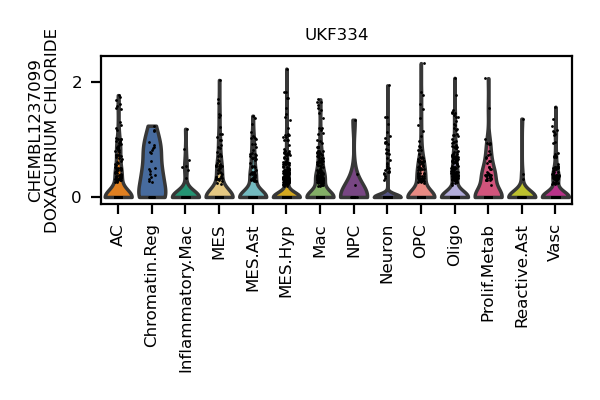 UKF334
CHEMBL1237099
DOXACURIUM CHLORIDE
2
0
AC
Chromatin.Reg
Inflammatory.Mac
MES
MES.Ast
MES.Hyp
Mac
NPC
Neuron
OPC
Oligo
Prolif.Metab
Reactive.Ast
Vasc